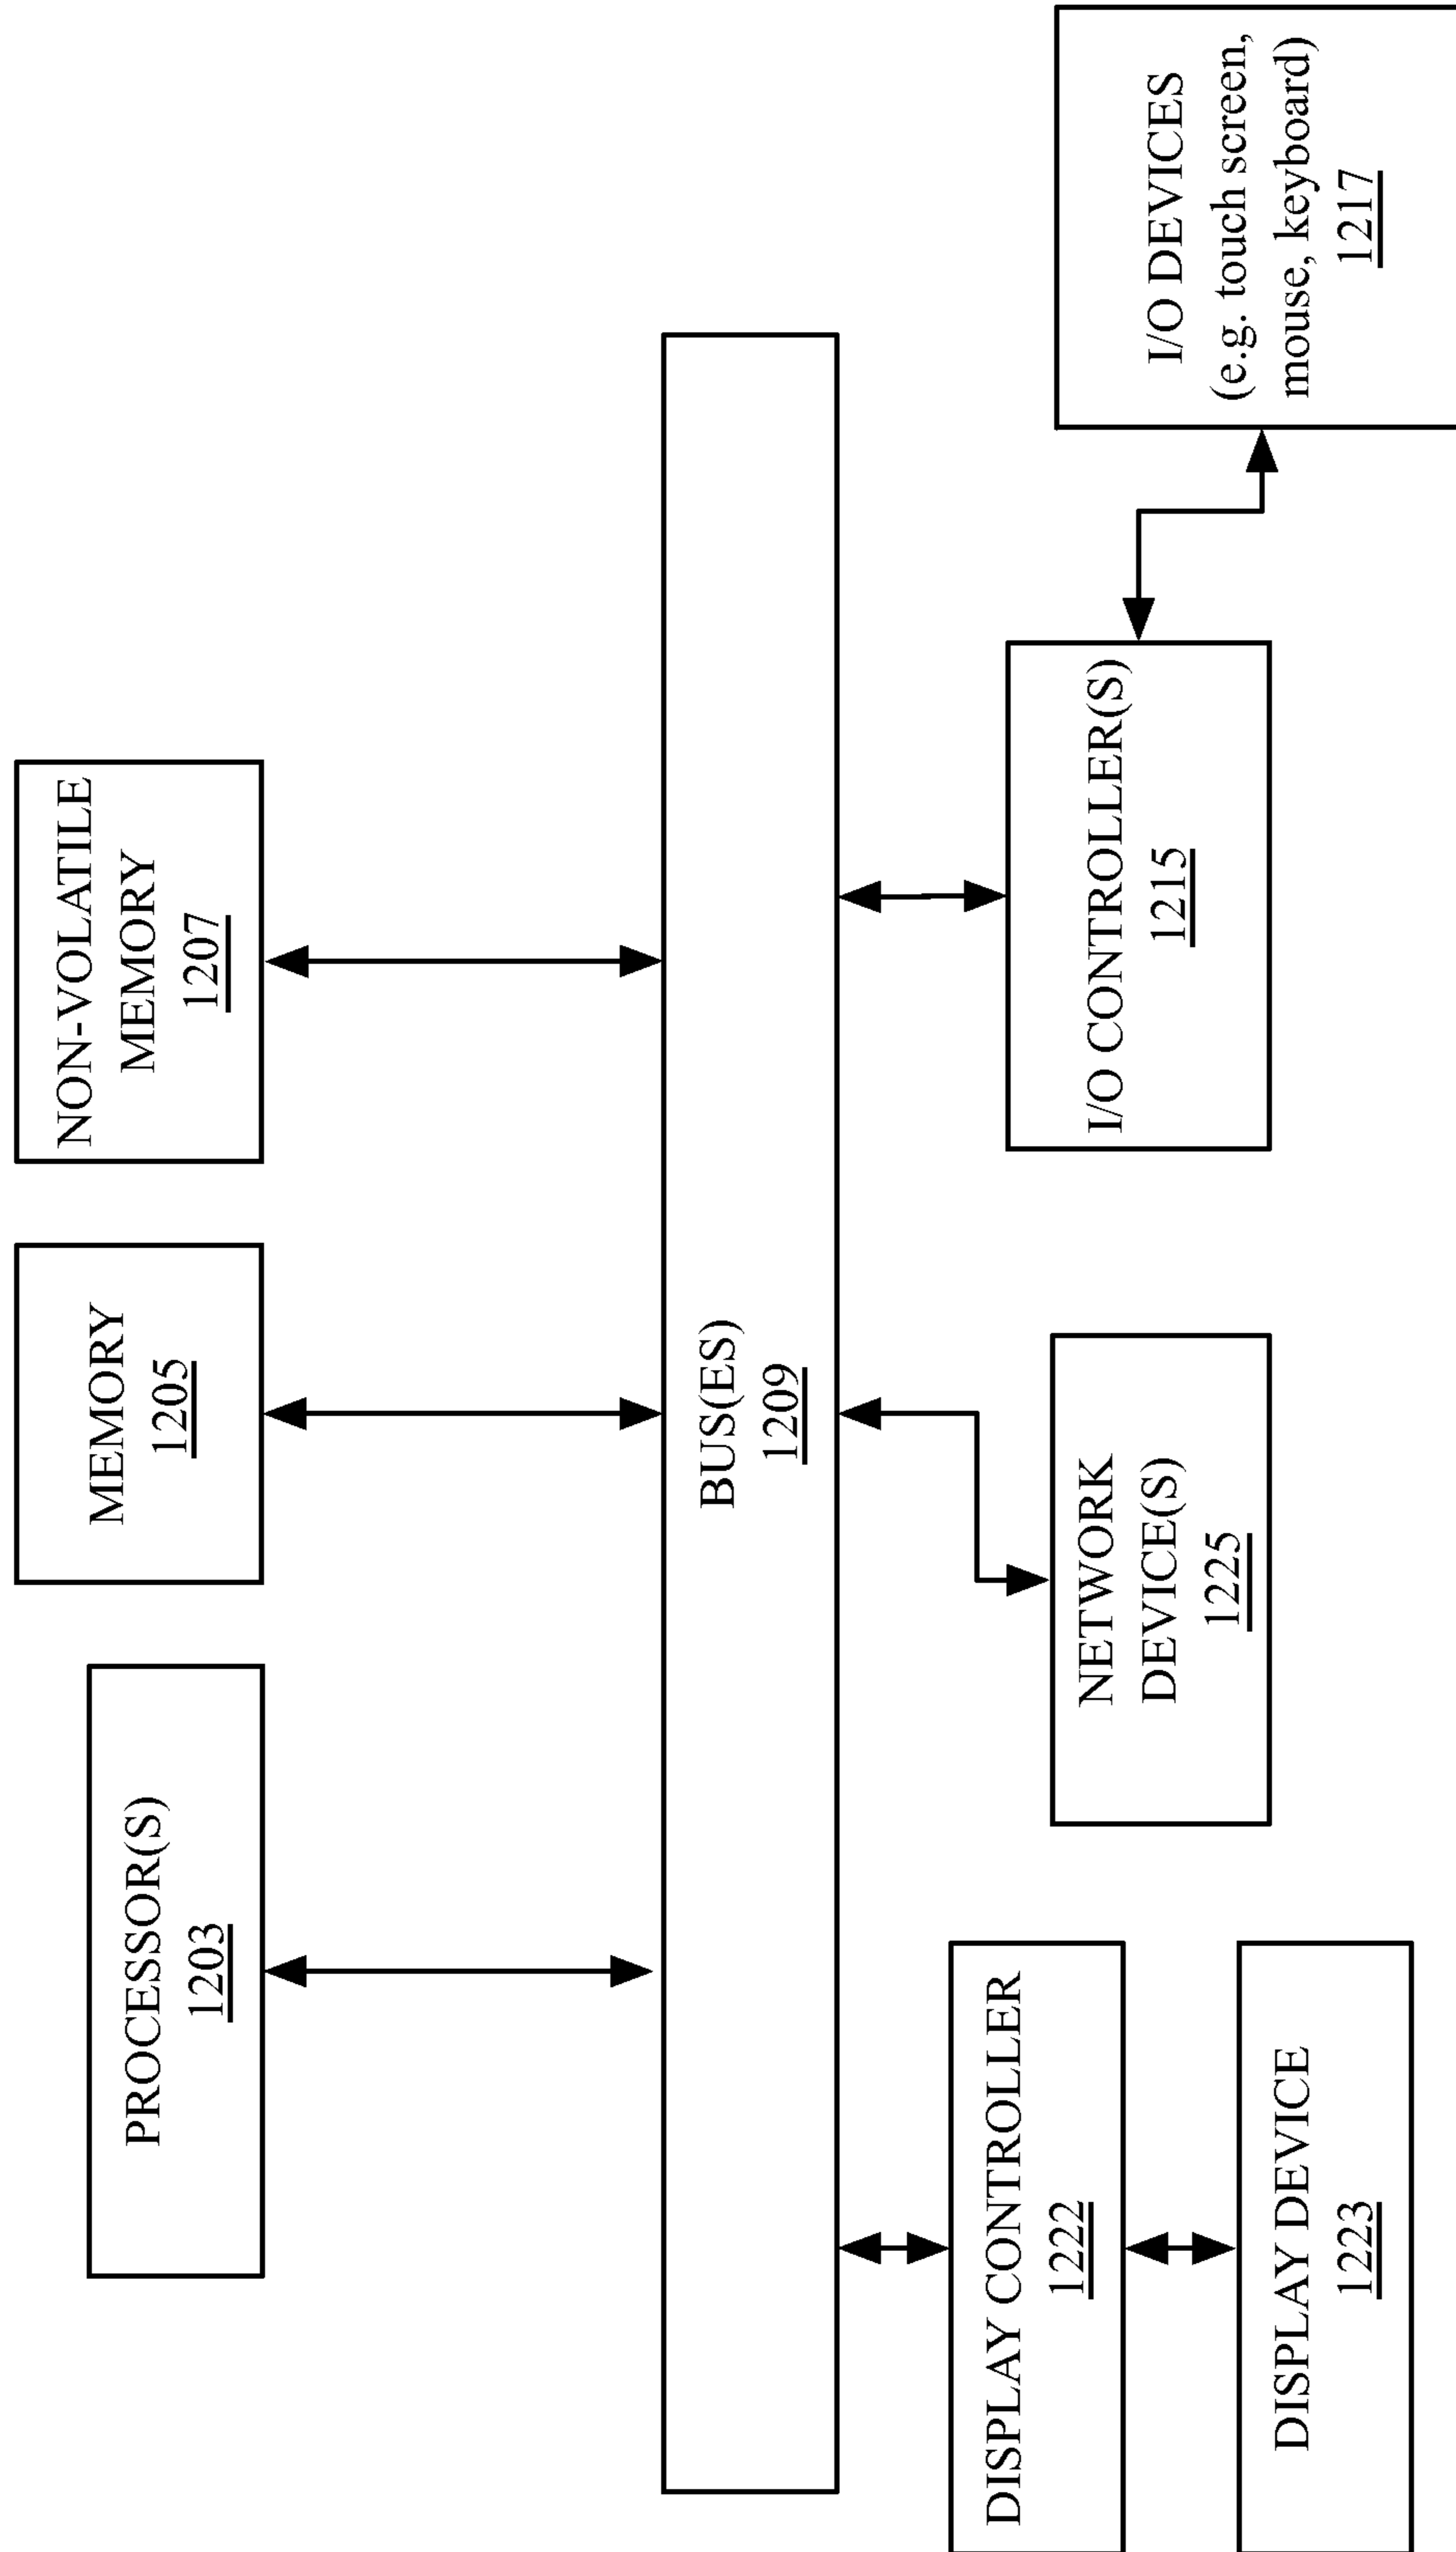 PROCESSOR(S)
1203
MEMORY
1205
NON-VOLATILE
MEMORY
1207
BUS(ES)
1209
DISPLAY CONTROLLER
1222
DISPLAY DEVICE
1223
NETWORK
DEVICE(S)
1225
I/O CONTROLLER(S)
1215
I/O DEVICES
(e.g. touch screen,
mouse, keyboard)
1217